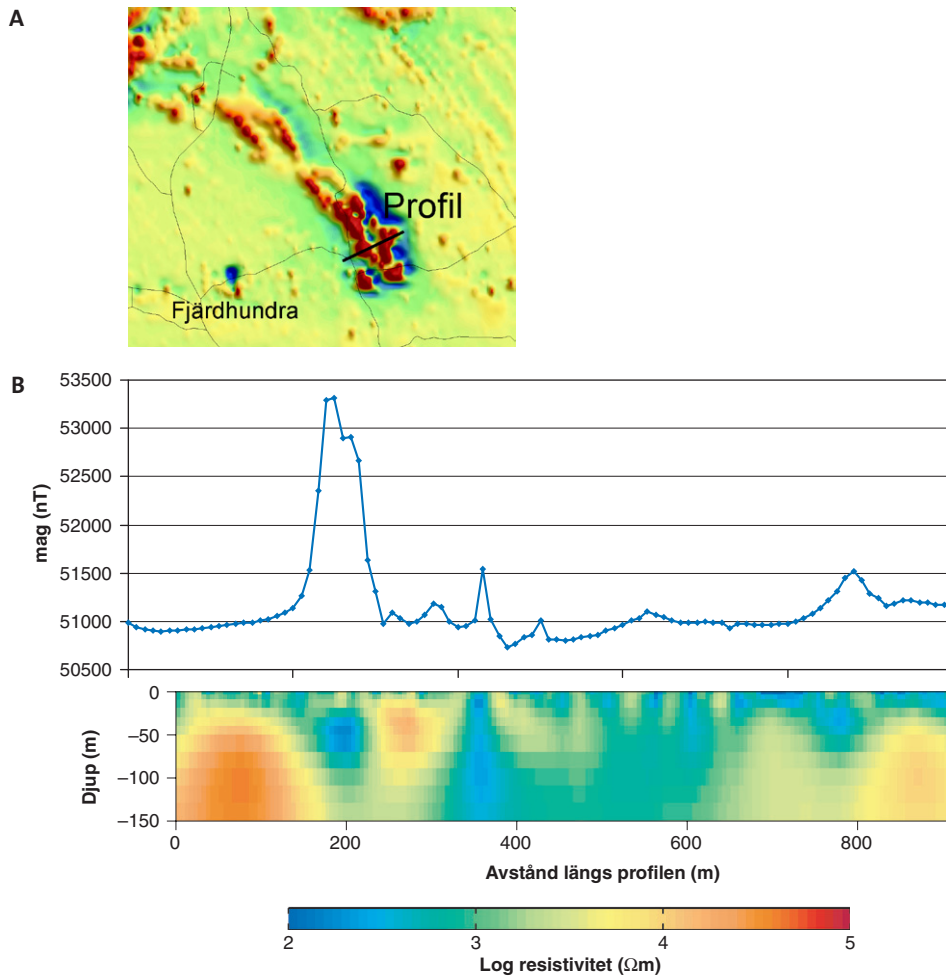 A
Profil
Fjärdhundra
B
53500
53000
52500
52000
51500
51000
50500
mag (nT)
0
−50
−100
−150
Djup (m)
0 200 400 600 800
Avstånd längs profilen (m)
2 3 4 5
Log resistivitet (Ωm)